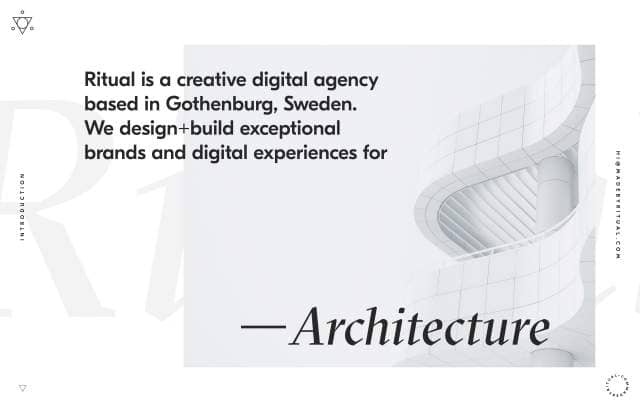 Ritual is a creative digital agency
based in Gothenburg, Sweden.
We design+build exceptional
brands and digital experiences for
—Architecture
INTRODUCTION
HI@MADEBYRITUAL.COM